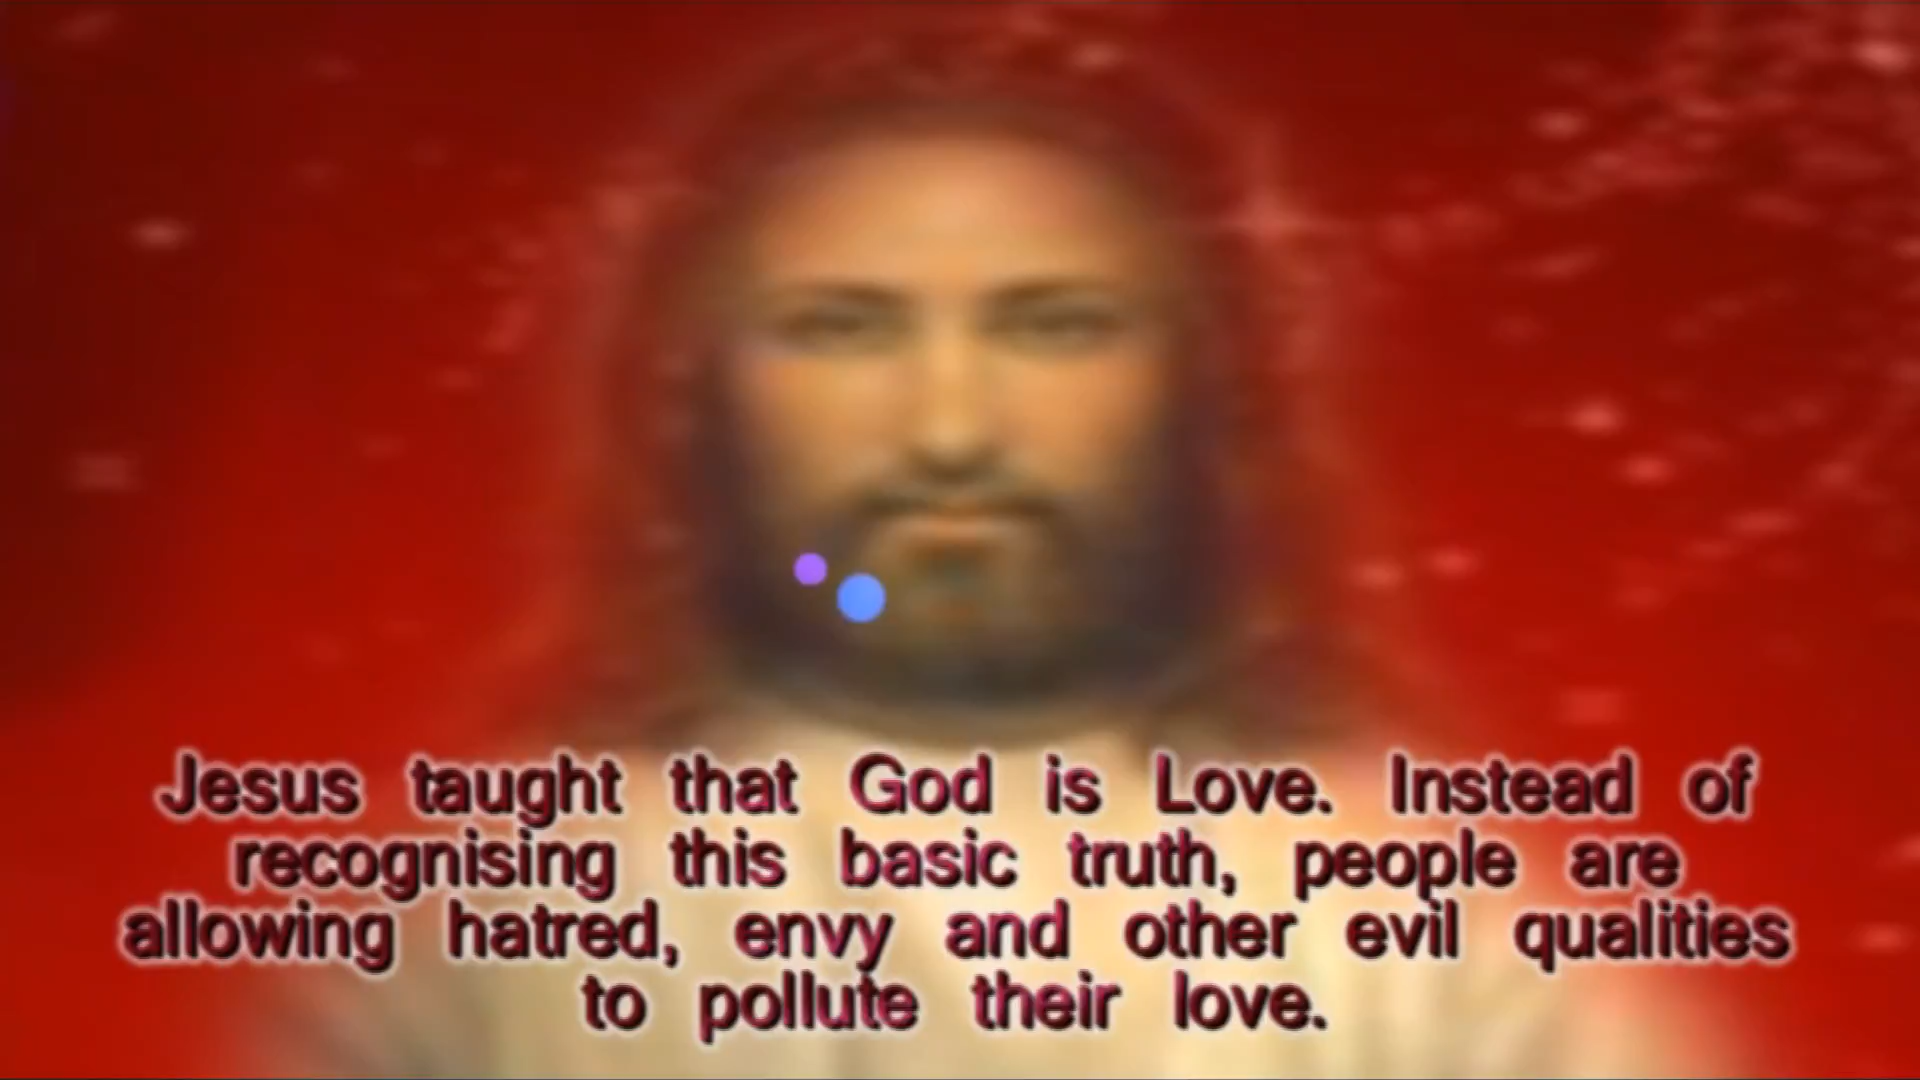 Jesus taught that God is Love. Instead of
recognising this basic truth, people are
allowing hatred, envy and other evil qualities
to pollute their love.